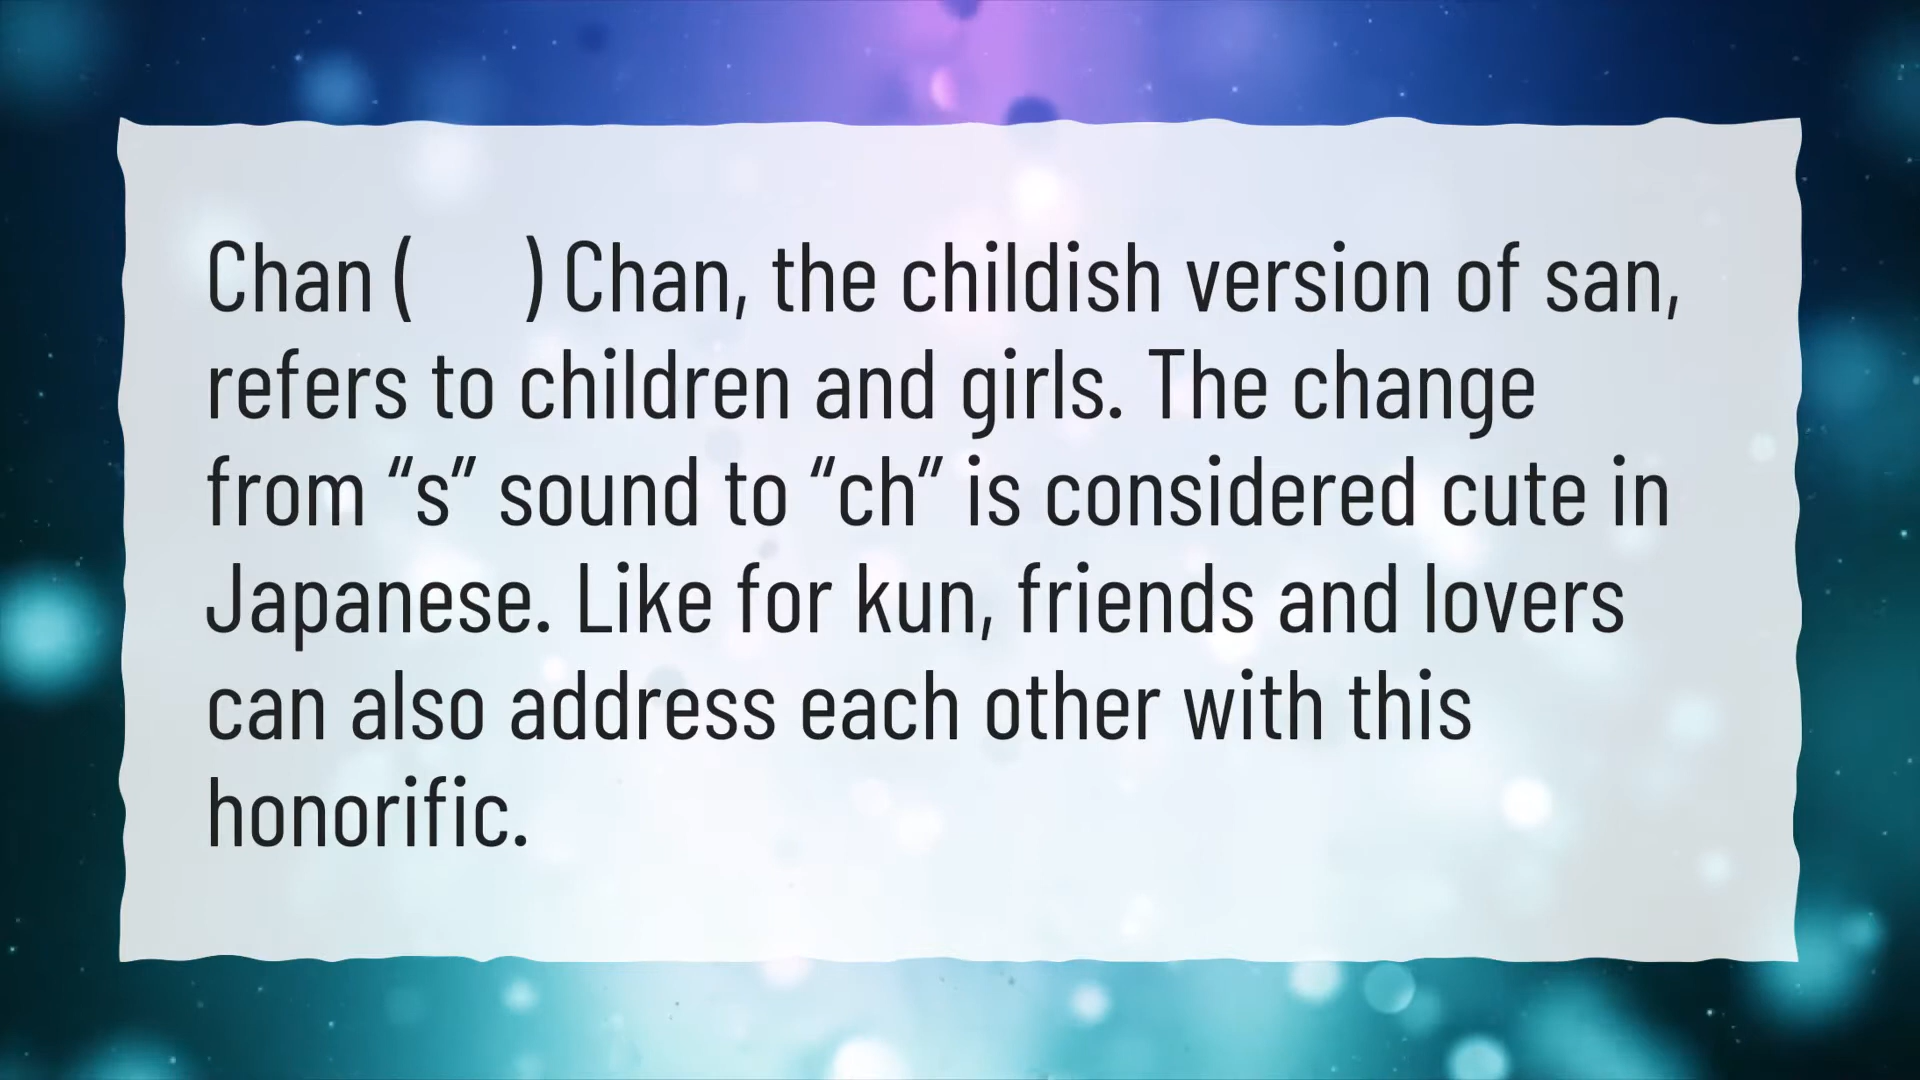 Chan (      ) Chan, the childish version of san,
refers to children and girls. The change
from “s” sound to “ch” is considered cute in
Japanese. Like for kun, friends and lovers
can also address each other with this
honorific.